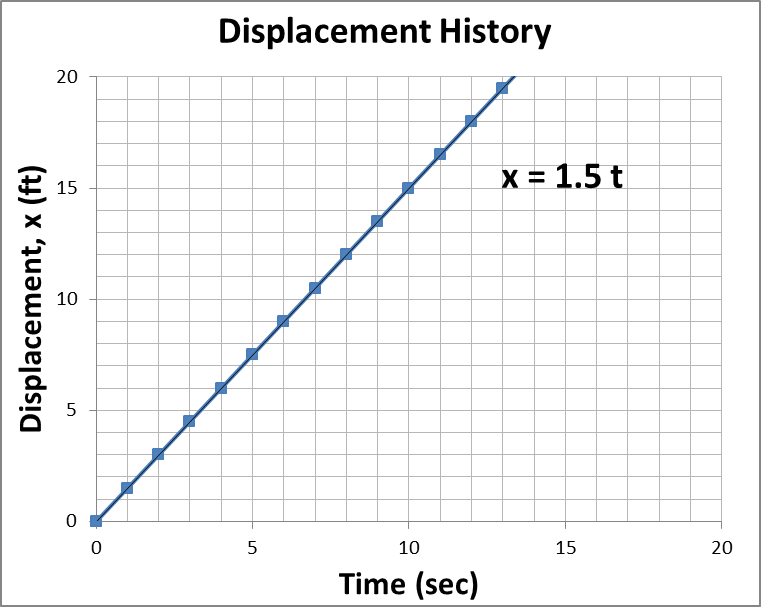 Displacement History
20
15
10
5
0
Displacement, x (ft)
x = 1.5 t
0 5 10 15 20
Time (sec)